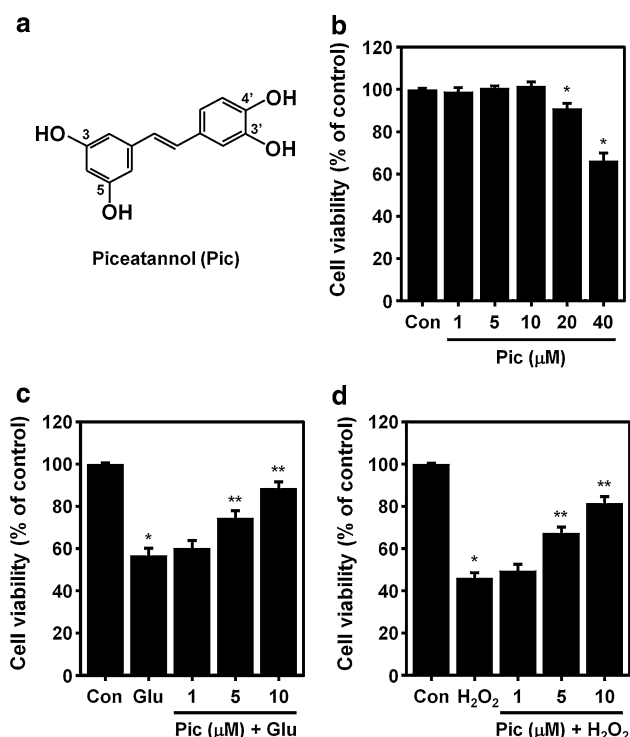 a
4'
OH
HO
3
3'
OH
5
OH
Piceatannol (Pic)
b
Cell viability (% of control)
120
100
80
60
40
20
0
*
*
Con 1 5 10 20 40
Pic (μM)
c
Cell viability (% of control)
120
100
80
60
40
20
0
*
**
**
Con Glu 1 5 10
Pic (μM) + Glu
d
Cell viability (% of control)
120
100
80
60
40
20
0
*
**
**
Con H₂O₂ 1 5 10
Pic (μM) + H₂O₂